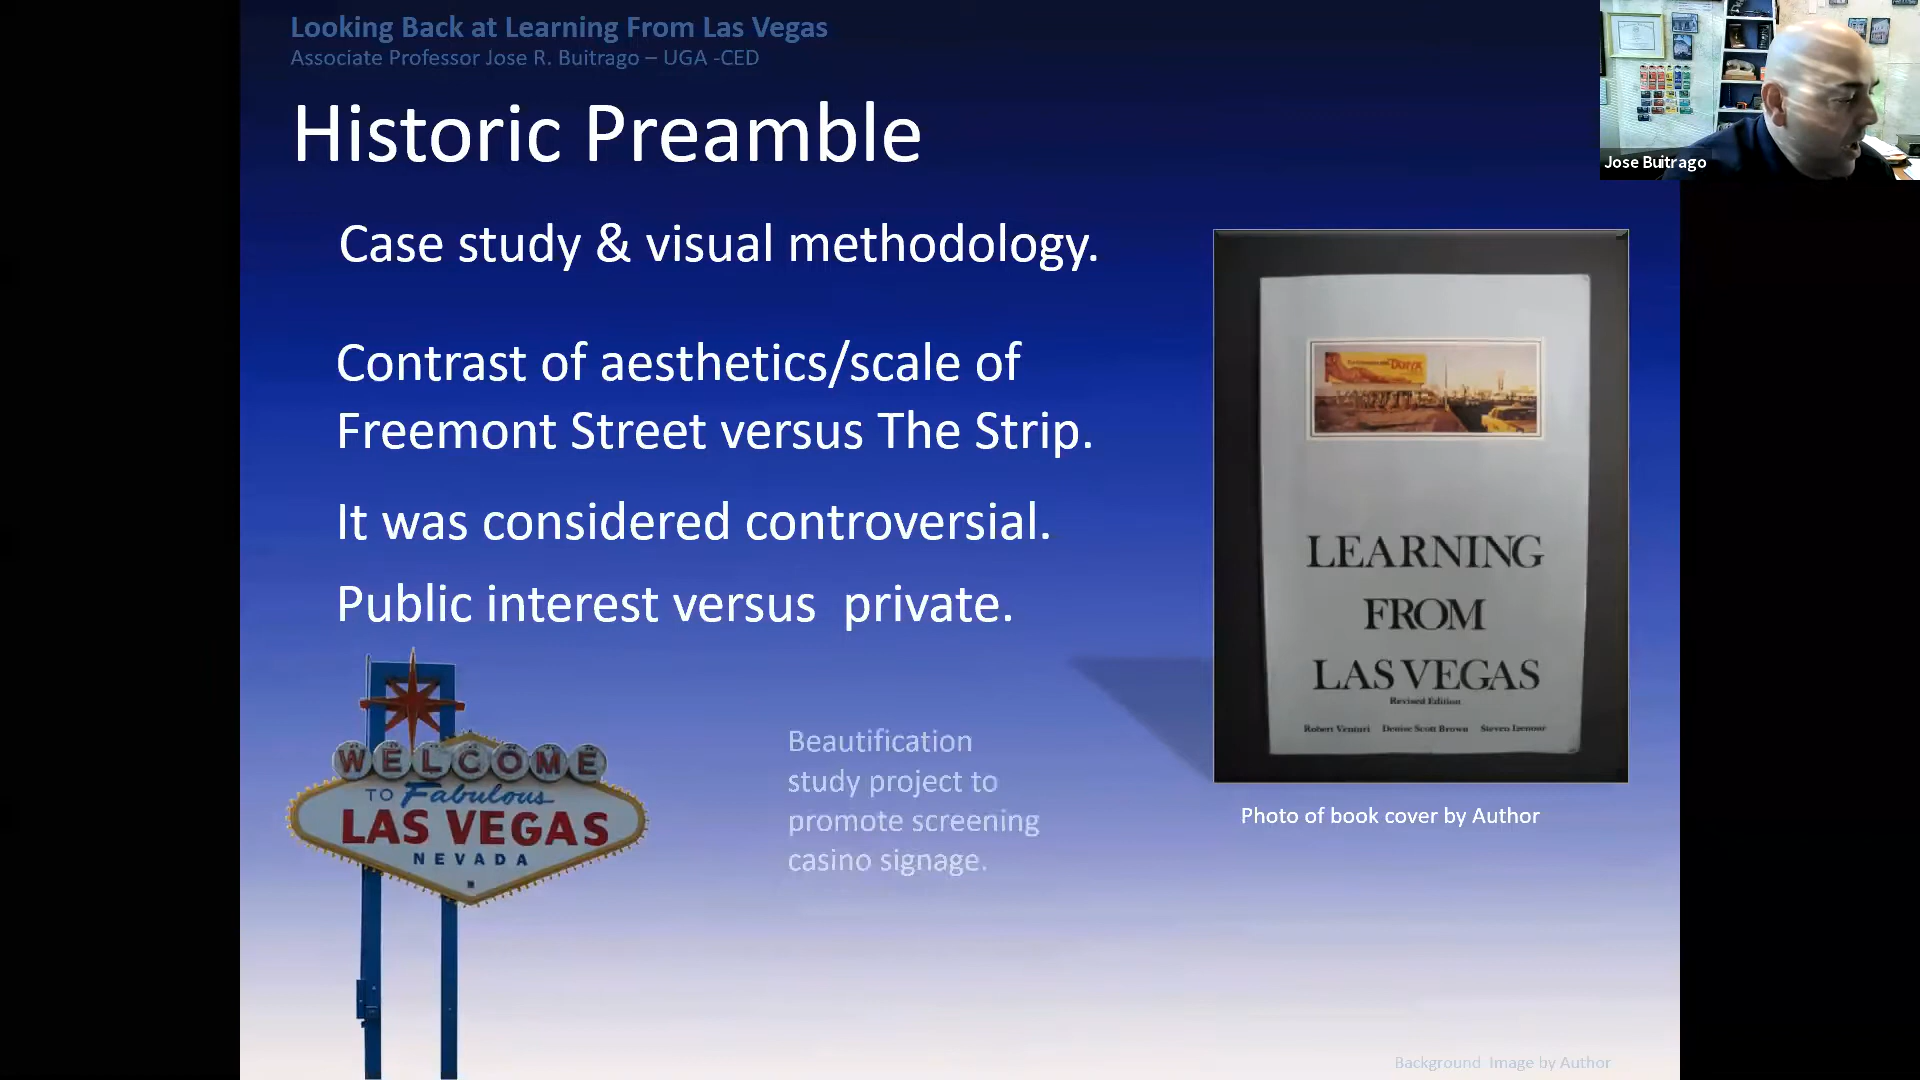 Looking Back at Learning From Las Vegas
Associate Professor Jose R. Buitrago – UGA -CED
Historic Preamble
Jose Buitrago
Case study & visual methodology.
Contrast of aesthetics/scale of
Freemont Street versus The Strip.
It was considered controversial.
Public interest versus private.
LEARNING
FROM
LAS VEGAS
Revised Edition
Robert Venturi Denise Scott Brown Steven Izenour
Photo of book cover by Author
WELCOME
TO Fabulous
LAS VEGAS
NEVADA
Beautification
study project to
promote screening
casino signage.
Background Image by Author